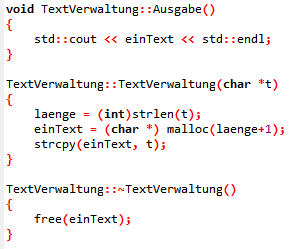 void TextVerwaltung::Ausgabe()
{
    std::cout << einText << std::endl;
}

TextVerwaltung::TextVerwaltung(char *t)
{
    laenge = (int)strlen(t);
    einText = (char *) malloc(laenge+1);
    strcpy(einText, t);
}

TextVerwaltung::~TextVerwaltung()
{
    free(einText);
}